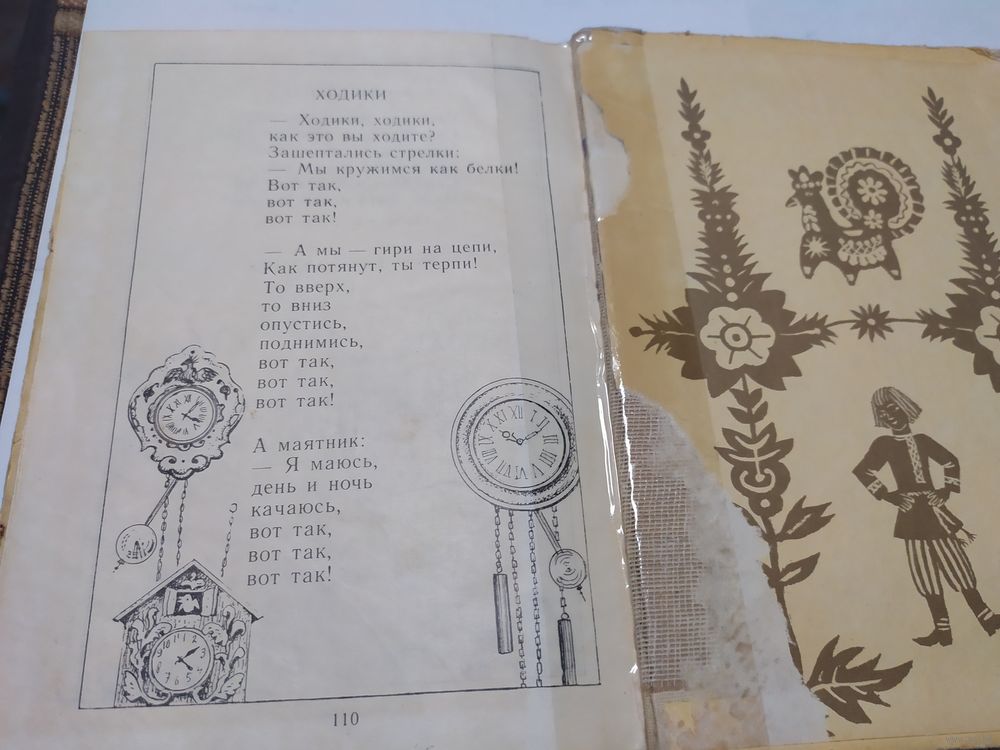 ХОДИКИ
— Ходики, ходики,
как это вы ходите?
Зашептались стрелки:
— Мы кружимся как белки!
Вот так,
вот так,
вот так!
— А мы — гири на цепи,
Как потянут, ты терпи!
То вверх,
то вниз
опустись,
поднимись,
вот так,
вот так,
вот так!
А маятник:
— Я маюсь,
день и ночь
качаюсь,
вот так,
вот так,
вот так!
110